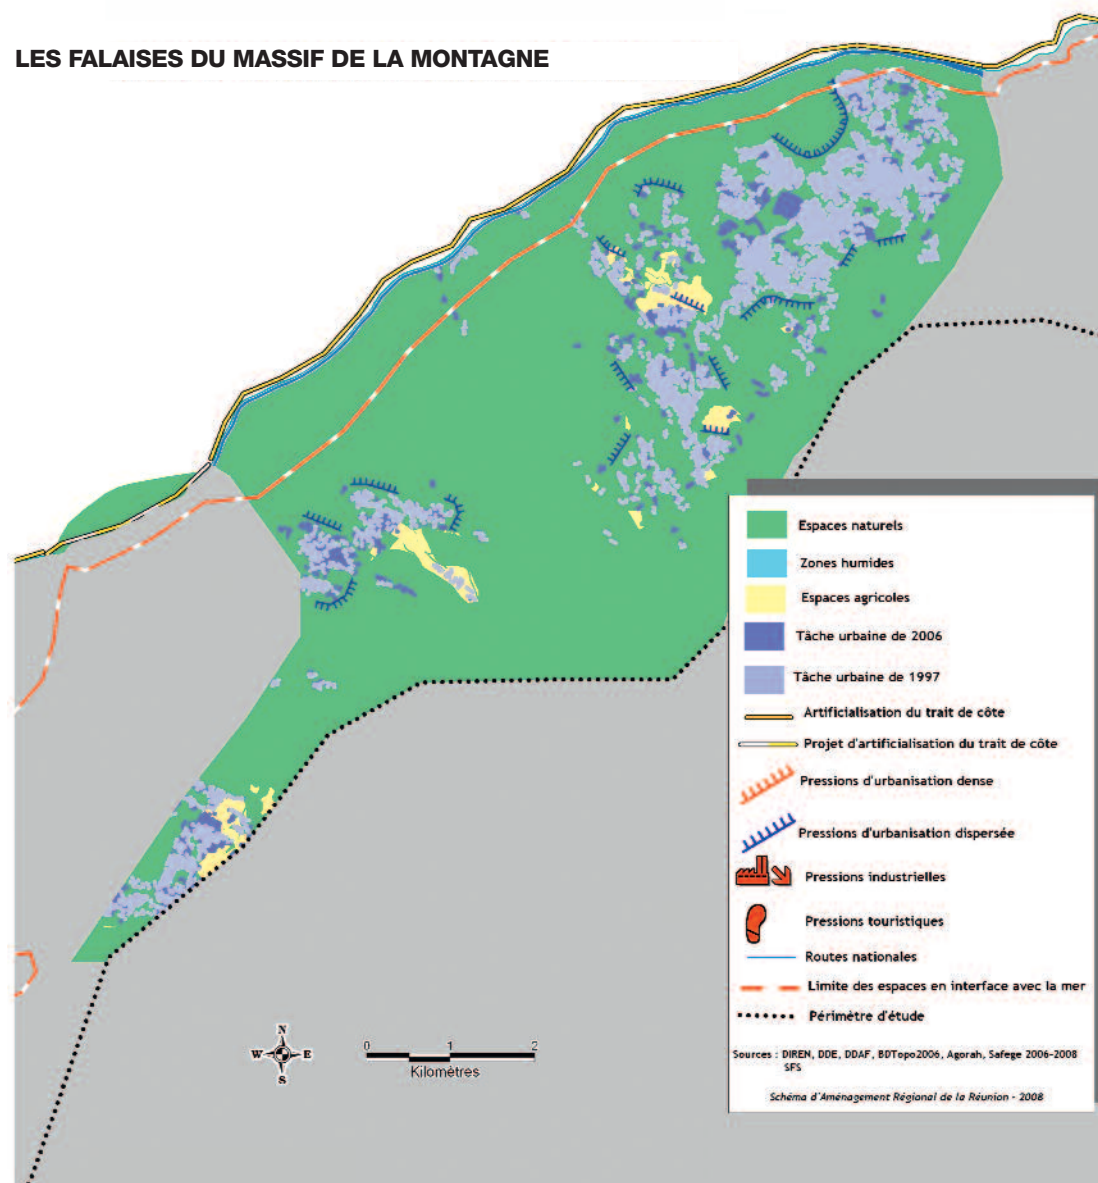 LES FALAISES DU MASSIF DE LA MONTAGNE
Espaces naturels
Zones humides
Espaces agricoles
Tâche urbaine de 2006
Tâche urbaine de 1997
Artificialisation du trait de côte
Projet d'artificialisation du trait de côte
Pressions d'urbanisation dense
Pressions d'urbanisation dispersée
Pressions industrielles
Pressions touristiques
Routes nationales
Limite des espaces en interface avec la mer
Périmètre d'étude
Sources : DIREN, DDE, DDAF, BDTopo2006, Agorah, Safege 2006-2008
SFS
Schéma d'Aménagement Régional de la Réunion - 2008
N
W E
S
0 1 2
Kilomètres